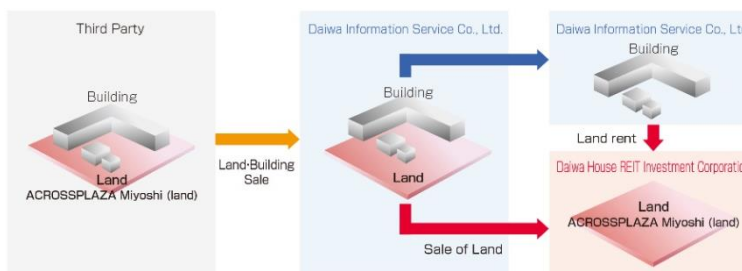 Third Party
Building
Land
ACROSSPLAZA Miyoshi (land)
Land·Building
Sale
Daiwa Information Service Co., Ltd.
Building
Land
Sale of Land
Daiwa Information Service Co., Lt
Building
Land rent
Daiwa House REIT Investment Corporation
Land
ACROSSPLAZA Miyoshi (land)